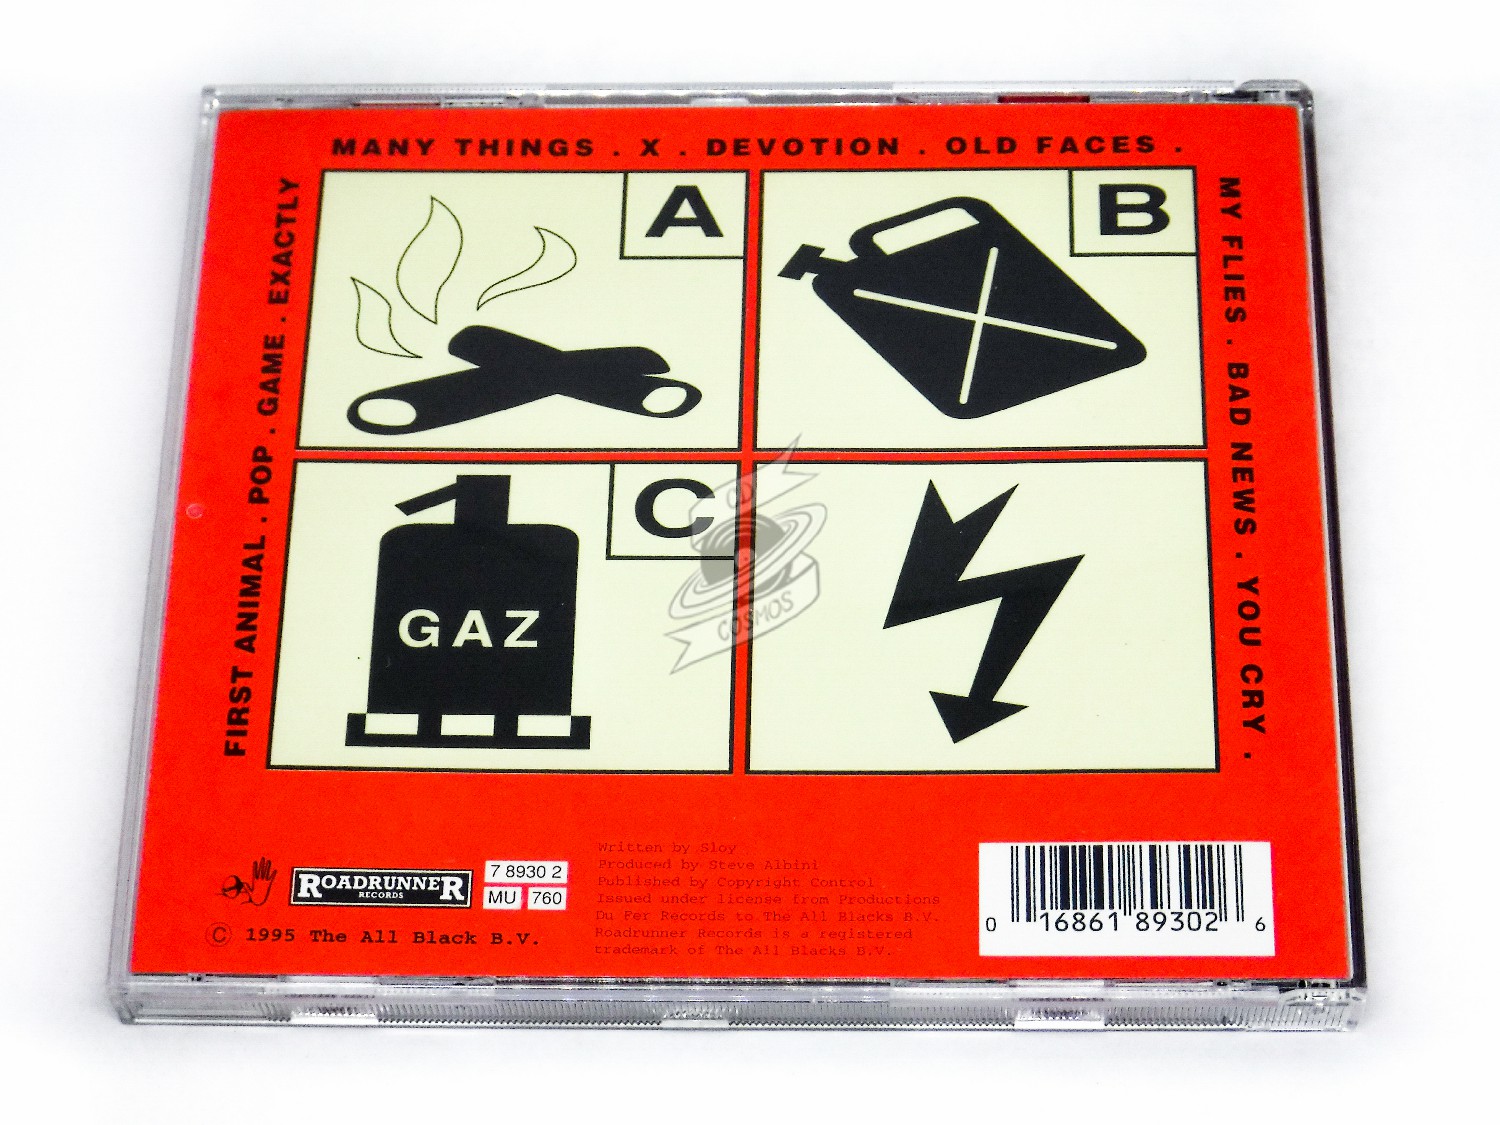 MANY THINGS . X . DEVOTION . OLD FACES .
MY FLIES . BAD NEWS . YOU CRY .
FIRST ANIMAL . POP . GAME . EXACTLY
A
B
C
GAZ
CD
COSMOS
ROADRUNNER
RECORDS
7 8930 2
MU 760
© 1995 The All Black B.V.
Written by Sloy
Produced by Steve Albini
Published by Copyright Control
Issued under license from Productions
Du Fer Records to The All Blacks B.V.
Roadrunner Records is a registered
trademark of The All Blacks B.V.
0 16861 89302 6